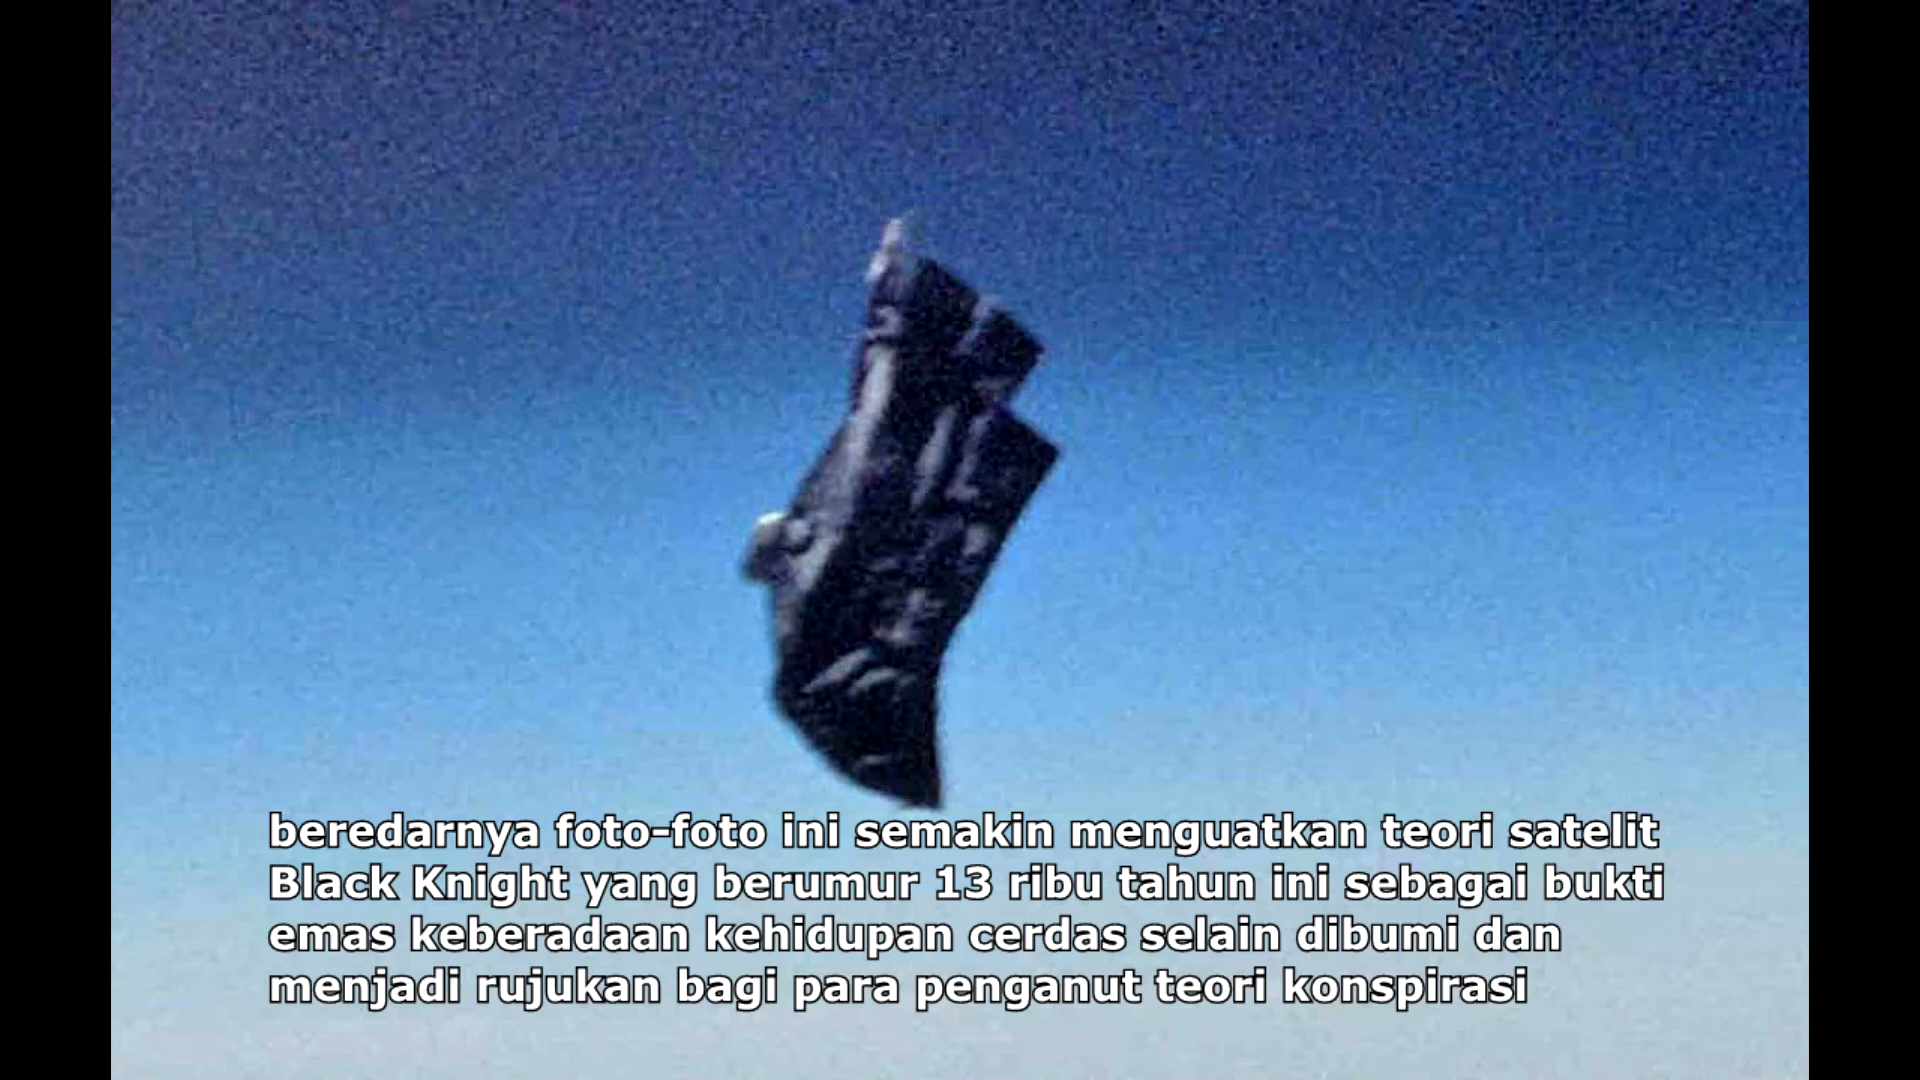 beredarnya foto-foto ini semakin menguatkan teori satelit
Black Knight yang berumur 13 ribu tahun ini sebagai bukti
emas keberadaan kehidupan cerdas selain dibumi dan
menjadi rujukan bagi para penganut teori konspirasi